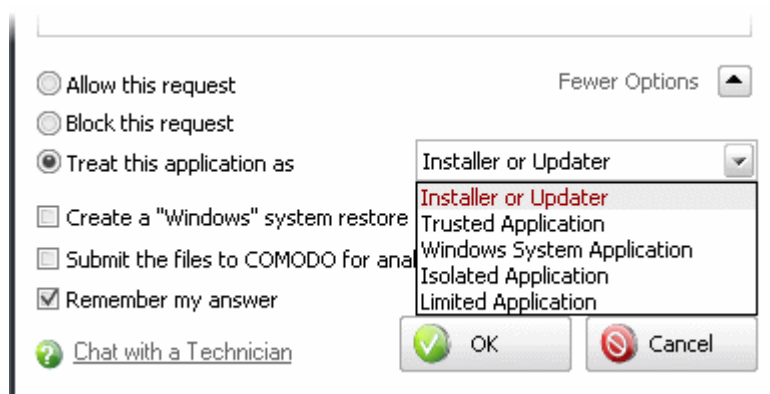 Allow this request
Fewer Options
Block this request
Treat this application as
Installer or Updater
Installer or Updater
Trusted Application
Windows System Application
Isolated Application
Limited Application
Create a "Windows" system restore
Submit the files to COMODO for anal
Remember my answer
Chat with a Technician
OK
Cancel